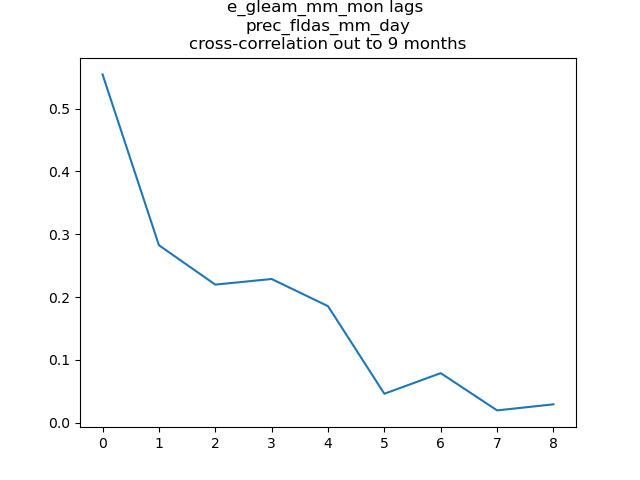 e_gleam_mm_mon lags
prec_fldas_mm_day
cross-correlation out to 9 months
0.5
0.4
0.3
0.2
0.1
0.0
0 1 2 3 4 5 6 7 8